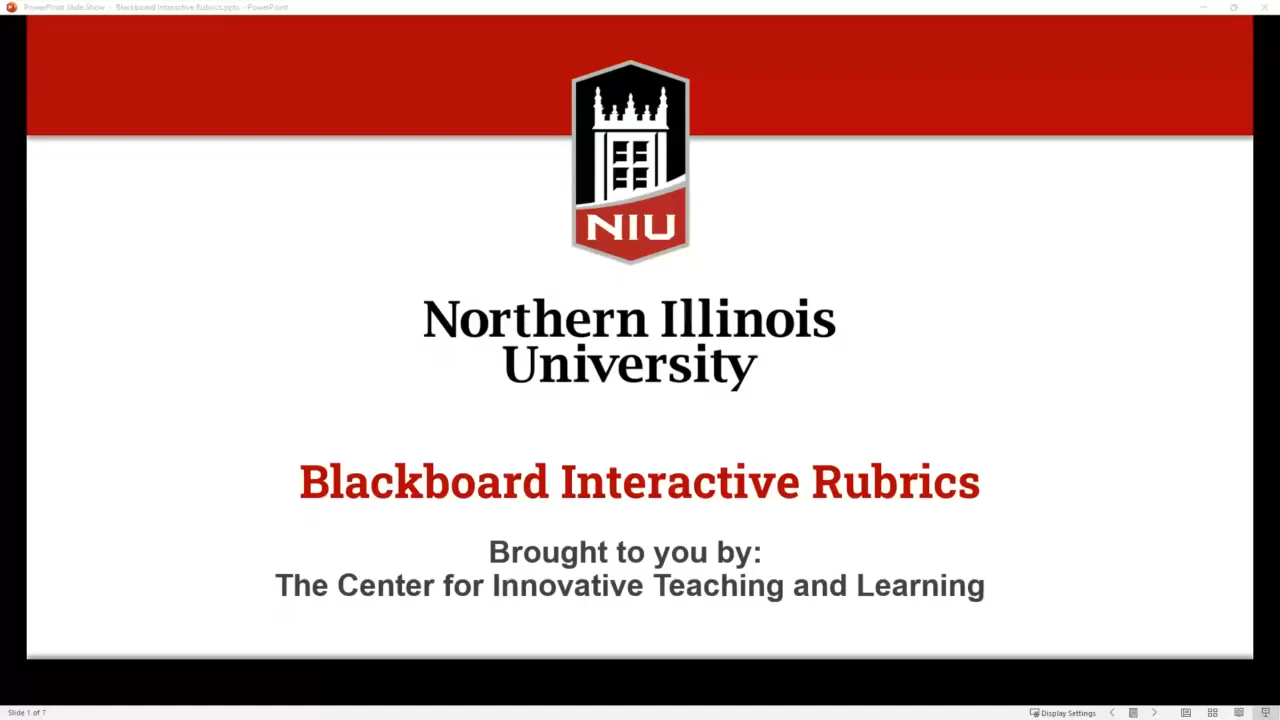 PowerPoint Slide Show - Blackboard Interactive Rubrics.pptx - PowerPoint
NIU
Northern Illinois
University
Blackboard Interactive Rubrics
Brought to you by:
The Center for Innovative Teaching and Learning
Slide 1 of 7
Display Settings